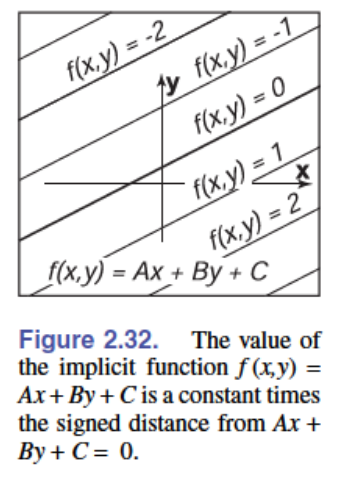 f(x,y) = -2
f(x,y) = -1
y
f(x,y) = 0
f(x,y) = 1
x
f(x,y) = 2
f(x,y) = Ax + By + C
Figure 2.32. The value of
the implicit function f (x,y) =
Ax + By + C is a constant times
the signed distance from Ax +
By + C = 0.